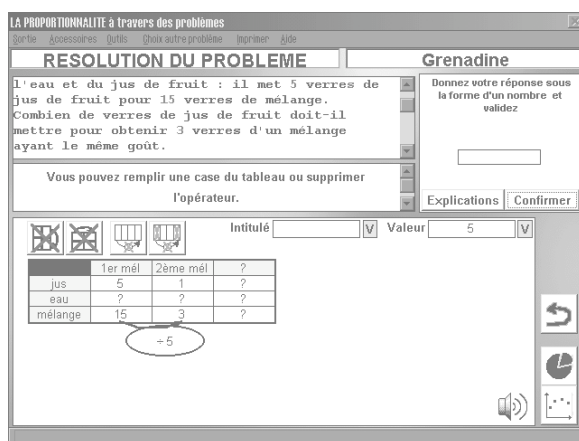 LA PROPORTIONNALITE à travers des problèmes
Sortie Accessoires Outils Choix autre problème Imprimer Aide
RESOLUTION DU PROBLEME
Grenadine
l'eau et du jus de fruit : il met 5 verres de
jus de fruit pour 15 verres de mélange.
Combien de verres de jus de fruit doit-il
mettre pour obtenir 3 verres d'un mélange
ayant le même goût.
Donnez votre réponse sous
la forme d'un nombre et
validez
Vous pouvez remplir une case du tableau ou supprimer
l'opérateur.
Explications Confirmer
Intitulé V Valeur 5 V
1er mél 2ème mél ?
jus 5 1 ?
eau ? ? ?
mélange 15 3 ?
÷5